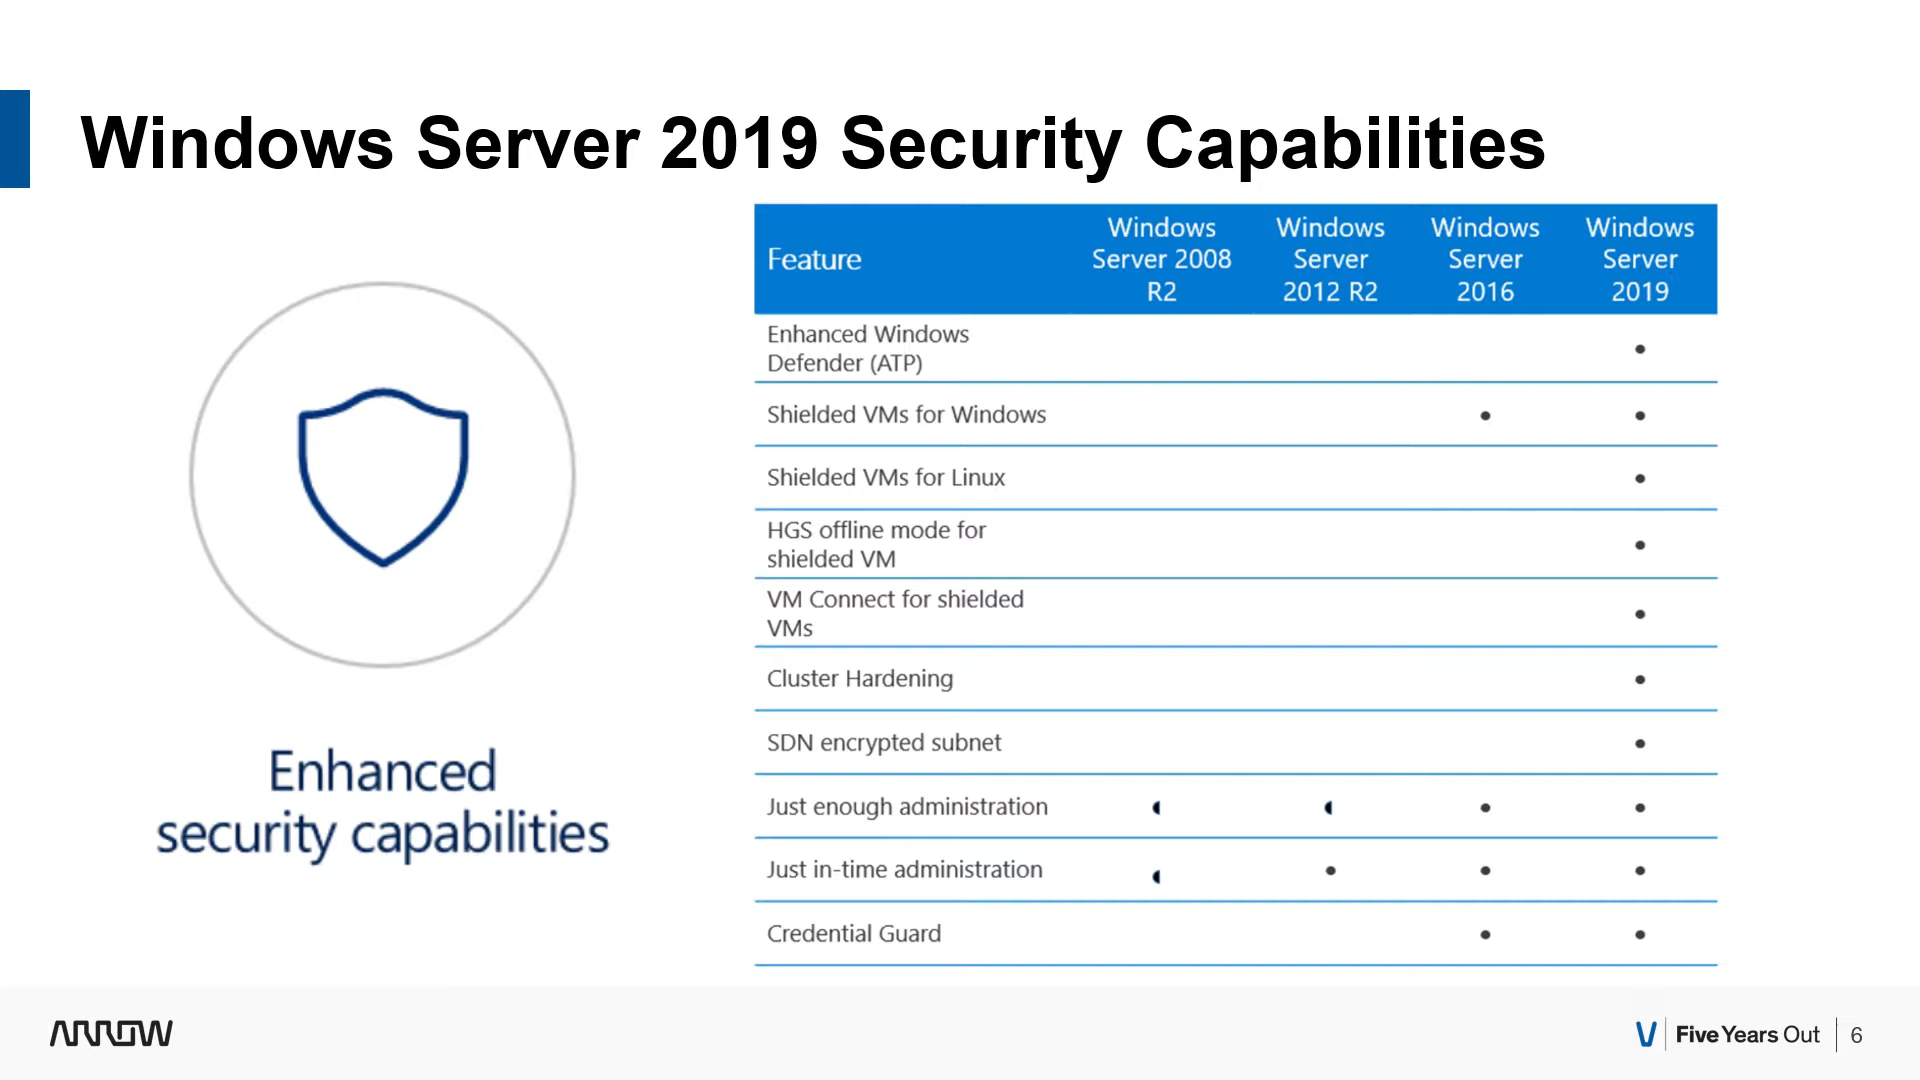 Windows Server 2019 Security Capabilities
Enhanced
security capabilities
Feature
Windows
Server 2008
R2
Windows
Server
2012 R2
Windows
Server
2016
Windows
Server
2019
Enhanced Windows
Defender (ATP)
•
Shielded VMs for Windows
• •
Shielded VMs for Linux
•
HGS offline mode for
shielded VM
•
VM Connect for shielded
VMs
•
Cluster Hardening
•
SDN encrypted subnet
•
Just enough administration
• •
Just in-time administration
• • •
Credential Guard
• •
ARROW
Five Years Out
6